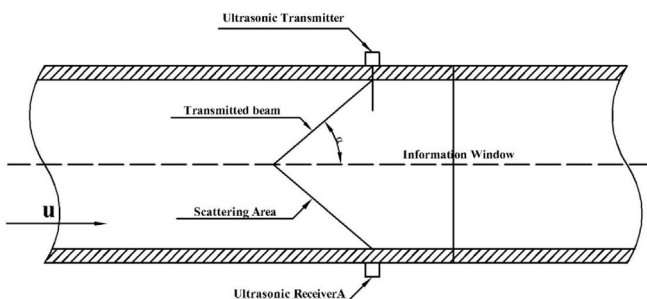 Ultrasonic Transmitter
Transmitted beam
α
Information Window
u
Scattering Area
Ultrasonic ReceiverA